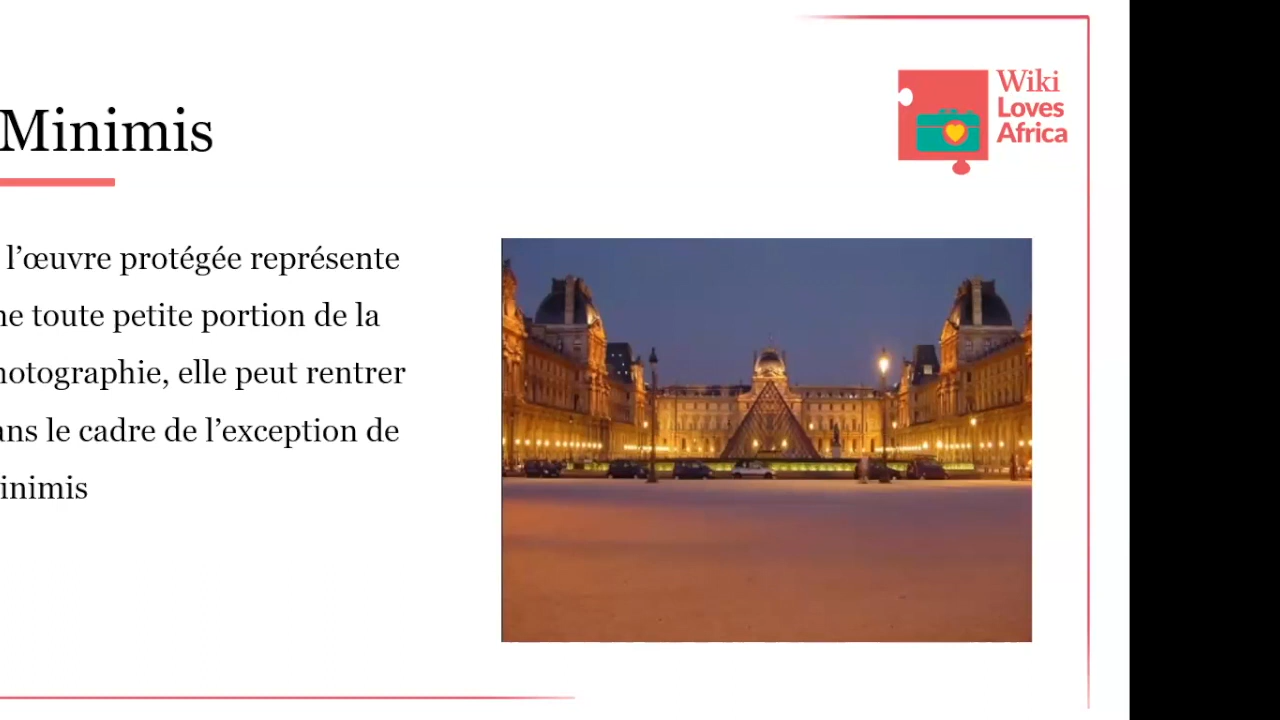 Minimis
Wiki
Loves
Africa
l’œuvre protégée représente
ne toute petite portion de la
hotographie, elle peut rentrer
ans le cadre de l’exception de
inimis